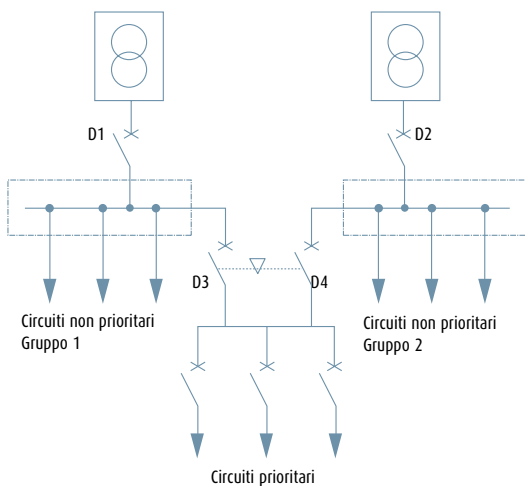 D1
D2
D3
D4
Circuiti non prioritari
Gruppo 1
Circuiti non prioritari
Gruppo 2
Circuiti prioritari